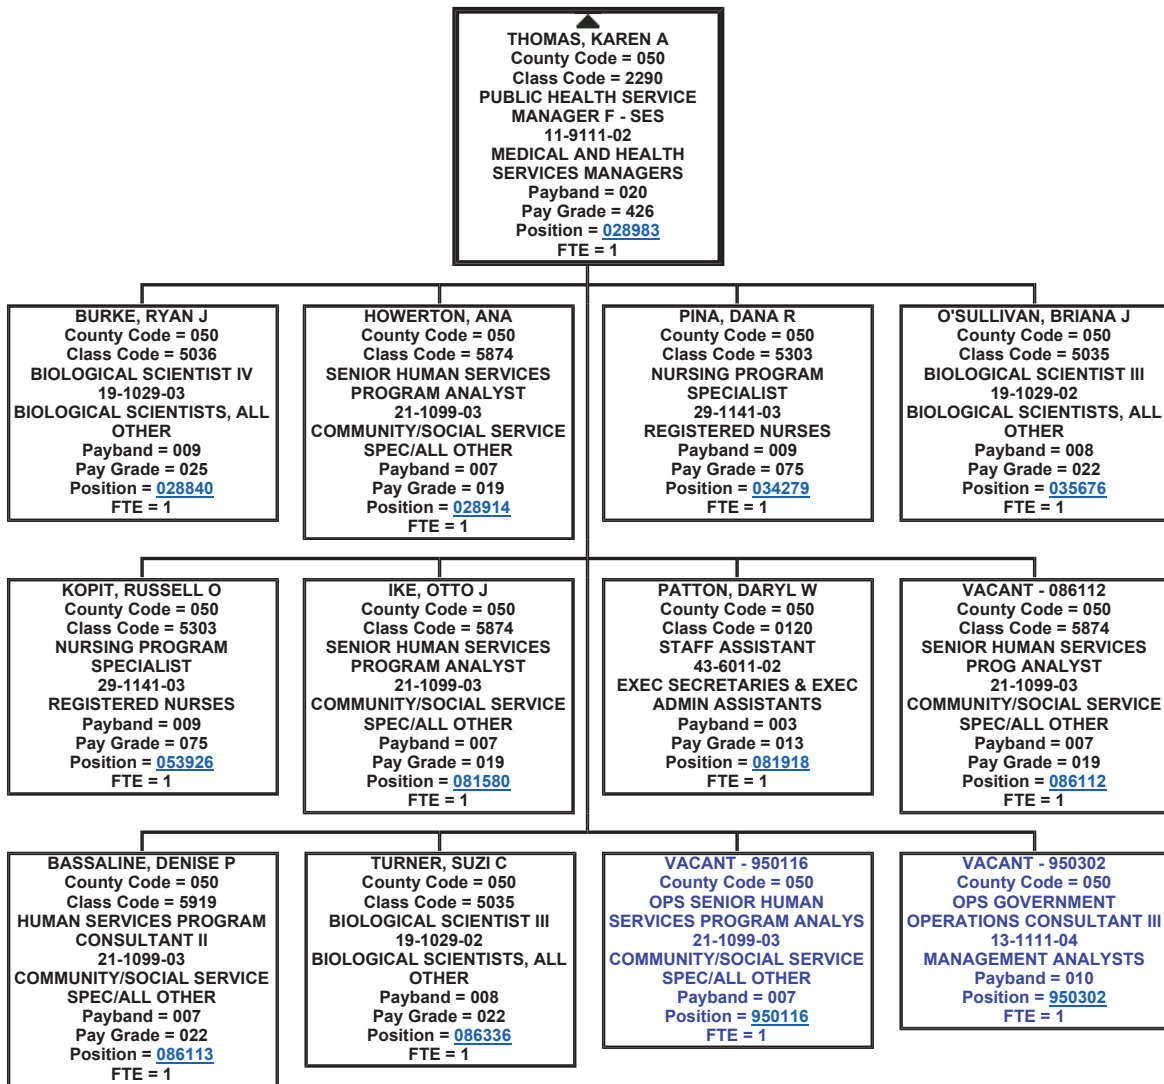 THOMAS, KAREN A
County Code = 050
Class Code = 2290
PUBLIC HEALTH SERVICE
MANAGER F - SES
11-9111-02
MEDICAL AND HEALTH
SERVICES MANAGERS
Payband = 020
Pay Grade = 426
Position = 028983
FTE = 1
BURKE, RYAN J
County Code = 050
Class Code = 5036
BIOLOGICAL SCIENTIST IV
19-1029-03
BIOLOGICAL SCIENTISTS, ALL
OTHER
Payband = 009
Pay Grade = 025
Position = 028840
FTE = 1
HOWERTON, ANA
County Code = 050
Class Code = 5874
SENIOR HUMAN SERVICES
PROGRAM ANALYST
21-1099-03
COMMUNITY/SOCIAL SERVICE
SPEC/ALL OTHER
Payband = 007
Pay Grade = 019
Position = 028914
FTE = 1
PINA, DANA R
County Code = 050
Class Code = 5303
NURSING PROGRAM
SPECIALIST
29-1141-03
REGISTERED NURSES
Payband = 009
Pay Grade = 075
Position = 034279
FTE = 1
O'SULLIVAN, BRIANA J
County Code = 050
Class Code = 5035
BIOLOGICAL SCIENTIST III
19-1029-02
BIOLOGICAL SCIENTISTS, ALL
OTHER
Payband = 008
Pay Grade = 022
Position = 035676
FTE = 1
KOPIT, RUSSELL O
County Code = 050
Class Code = 5303
NURSING PROGRAM
SPECIALIST
29-1141-03
REGISTERED NURSES
Payband = 009
Pay Grade = 075
Position = 053926
FTE = 1
IKE, OTTO J
County Code = 050
Class Code = 5874
SENIOR HUMAN SERVICES
PROGRAM ANALYST
21-1099-03
COMMUNITY/SOCIAL SERVICE
SPEC/ALL OTHER
Payband = 007
Pay Grade = 019
Position = 081580
FTE = 1
PATTON, DARYL W
County Code = 050
Class Code = 0120
STAFF ASSISTANT
43-6011-02
EXEC SECRETARIES & EXEC
ADMIN ASSISTANTS
Payband = 003
Pay Grade = 013
Position = 081918
FTE = 1
VACANT - 086112
County Code = 050
Class Code = 5874
SENIOR HUMAN SERVICES
PROG ANALYST
21-1099-03
COMMUNITY/SOCIAL SERVICE
SPEC/ALL OTHER
Payband = 007
Pay Grade = 019
Position = 086112
FTE = 1
BASSALINE, DENISE P
County Code = 050
Class Code = 5919
HUMAN SERVICES PROGRAM
CONSULTANT II
21-1099-03
COMMUNITY/SOCIAL SERVICE
SPEC/ALL OTHER
Payband = 007
Pay Grade = 022
Position = 086113
FTE = 1
TURNER, SUZI C
County Code = 050
Class Code = 5035
BIOLOGICAL SCIENTIST III
19-1029-02
BIOLOGICAL SCIENTISTS, ALL
OTHER
Payband = 008
Pay Grade = 022
Position = 086336
FTE = 1
VACANT - 950116
County Code = 050
OPS SENIOR HUMAN
SERVICES PROGRAM ANALYS
21-1099-03
COMMUNITY/SOCIAL SERVICE
SPEC/ALL OTHER
Payband = 007
Position = 950116
FTE = 1
VACANT - 950302
County Code = 050
OPS GOVERNMENT
OPERATIONS CONSULTANT III
13-1111-04
MANAGEMENT ANALYSTS
Payband = 010
Position = 950302
FTE = 1